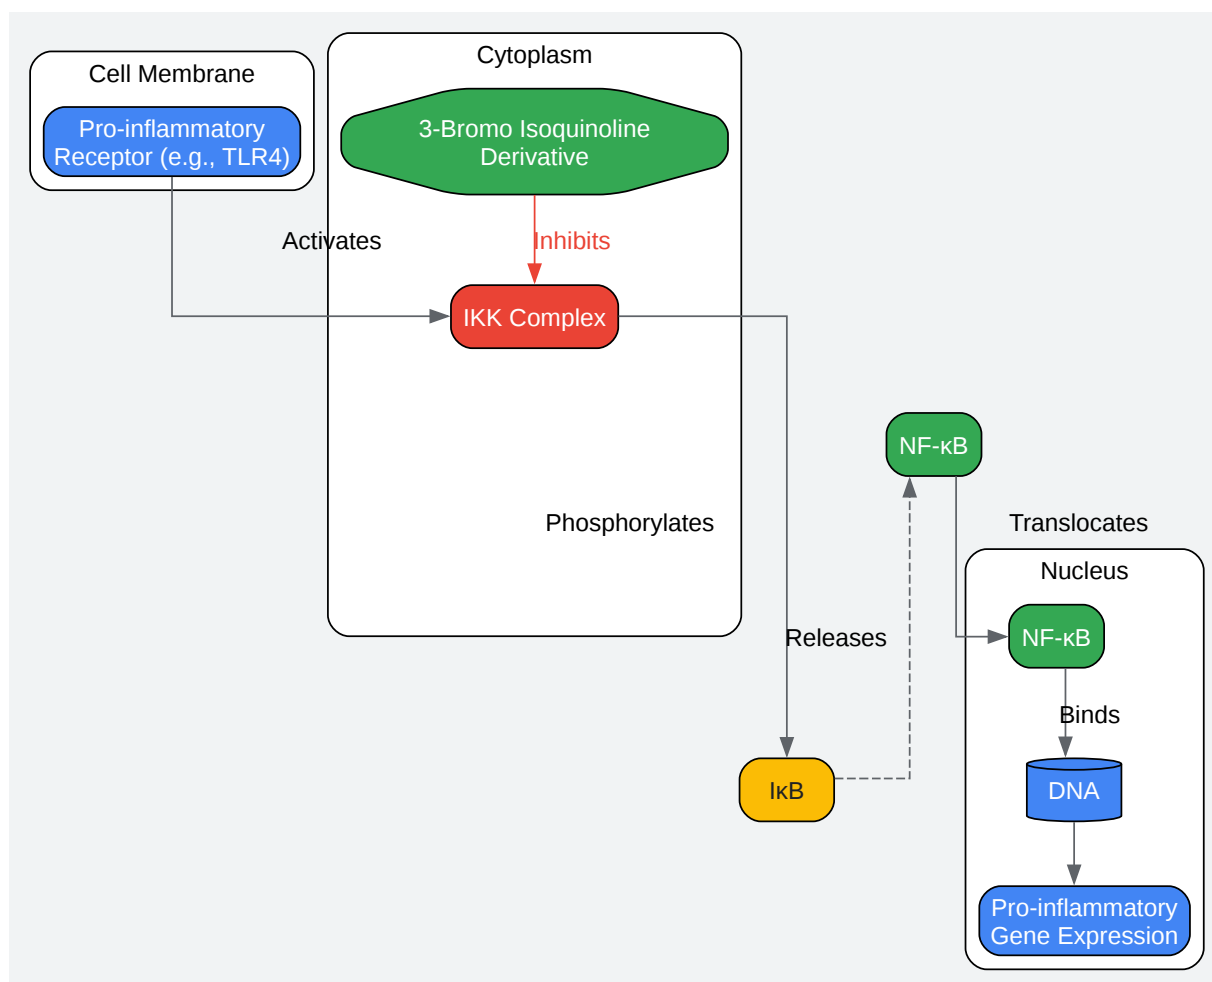 Cell Membrane
Pro-inflammatory
Receptor (e.g., TLR4)
Cytoplasm
3-Bromo Isoquinoline
Derivative
Activates
Inhibits
IKK Complex
Phosphorylates
NF-κB
Translocates
Nucleus
NF-κB
Releases
Binds
IκB
DNA
Pro-inflammatory
Gene Expression